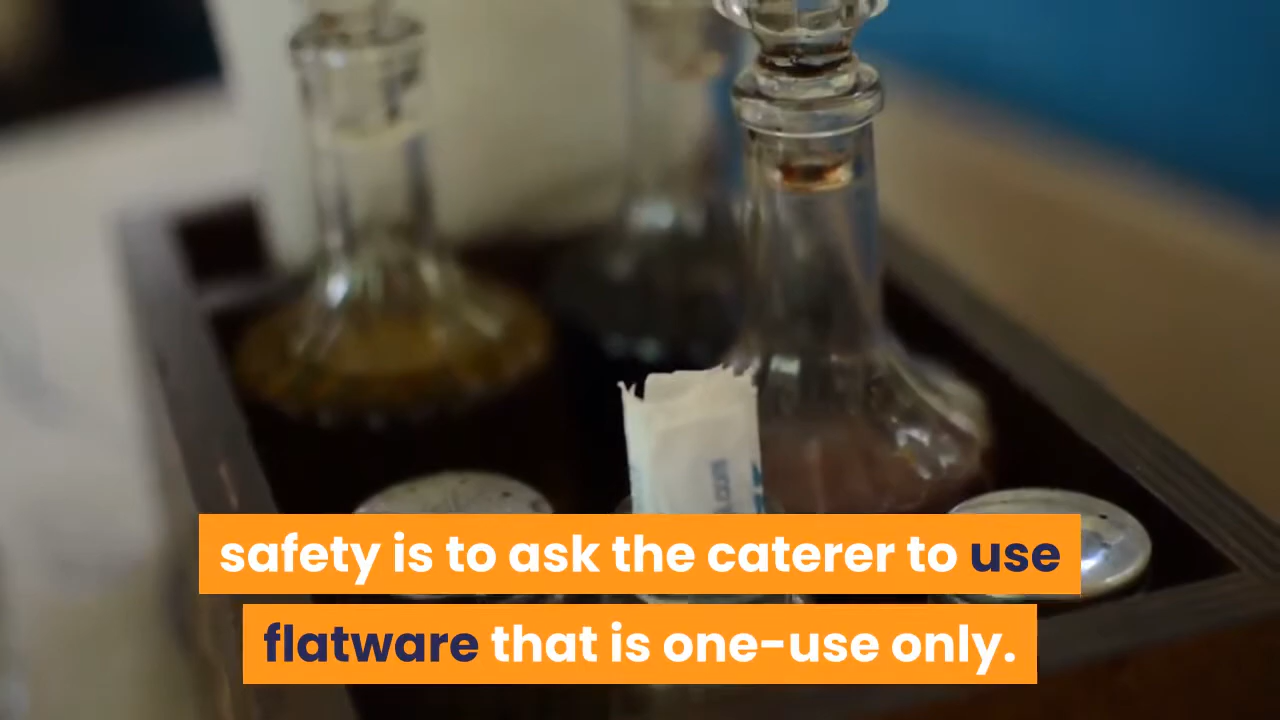 safety is to ask the caterer to use
flatware that is one-use only.